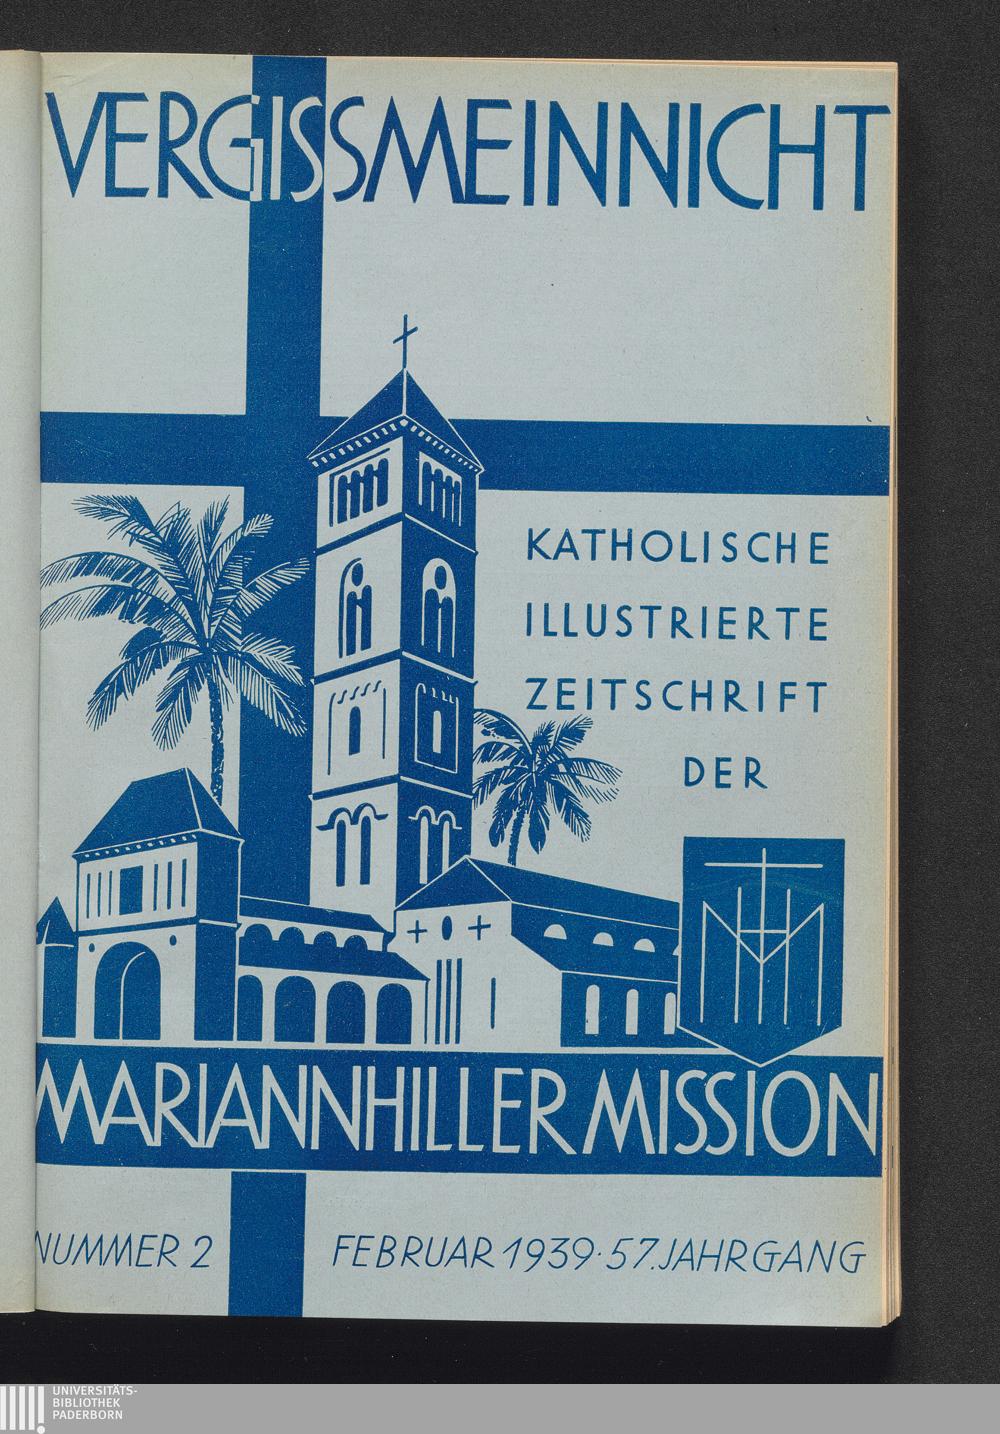 VERGISSMEINNICHT
KATHOLISCHE
ILLUSTRIERTE
ZEITSCHRIFT
DER
MARIANNHILLER MISSION
NUMMER 2
FEBRUAR 1939 · 57. JAHRGANG
UNIVERSITÄTS-
BIBLIOTHEK
PADERBORN